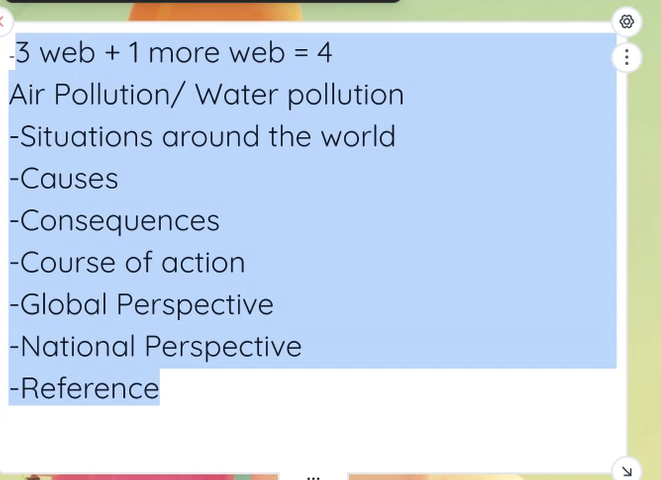 -3 web + 1 more web = 4
Air Pollution/ Water pollution
-Situations around the world
-Causes
-Consequences
-Course of action
-Global Perspective
-National Perspective
-Reference